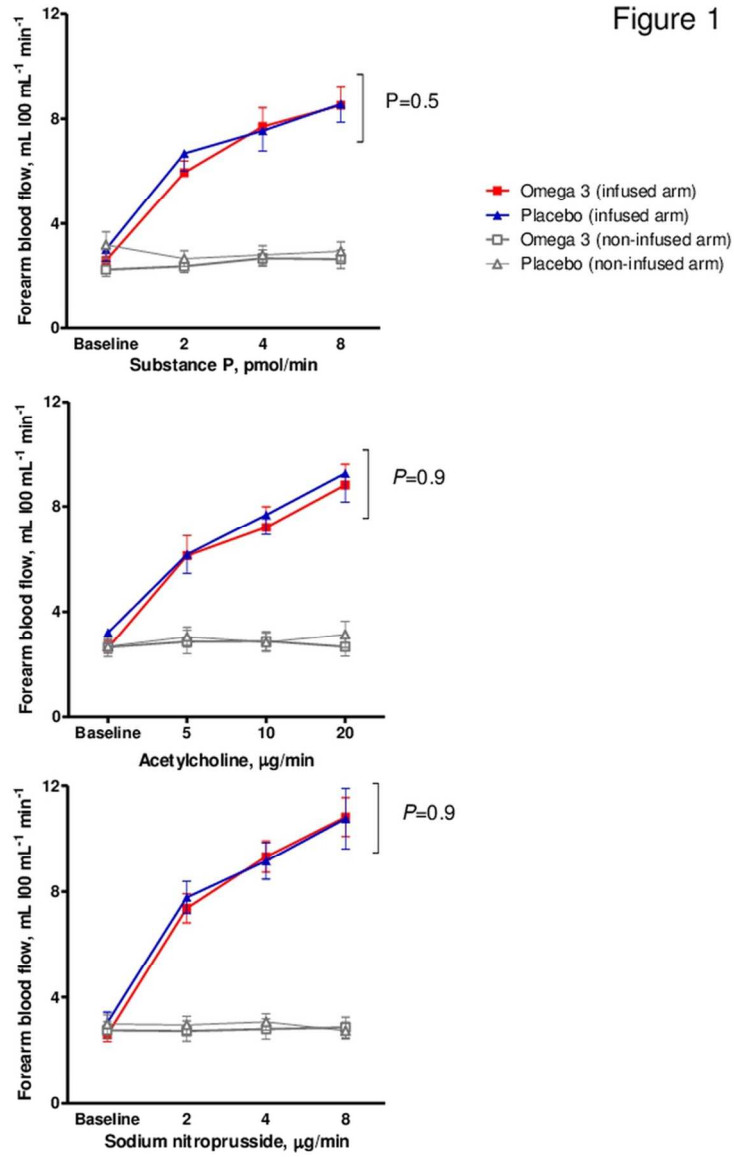 Figure 1
12
8
4
0
Forearm blood flow, mL l00 mL⁻¹ min⁻¹
P=0.5
Omega 3 (infused arm)
Placebo (infused arm)
Omega 3 (non-infused arm)
Placebo (non-infused arm)
Baseline 2 4 8
Substance P, pmol/min
12
8
4
0
Forearm blood flow, mL l00 mL⁻¹ min⁻¹
P=0.9
Baseline 5 10 20
Acetylcholine, μg/min
12
8
4
0
Forearm blood flow, mL l00 mL⁻¹ min⁻¹
P=0.9
Baseline 2 4 8
Sodium nitroprusside, μg/min